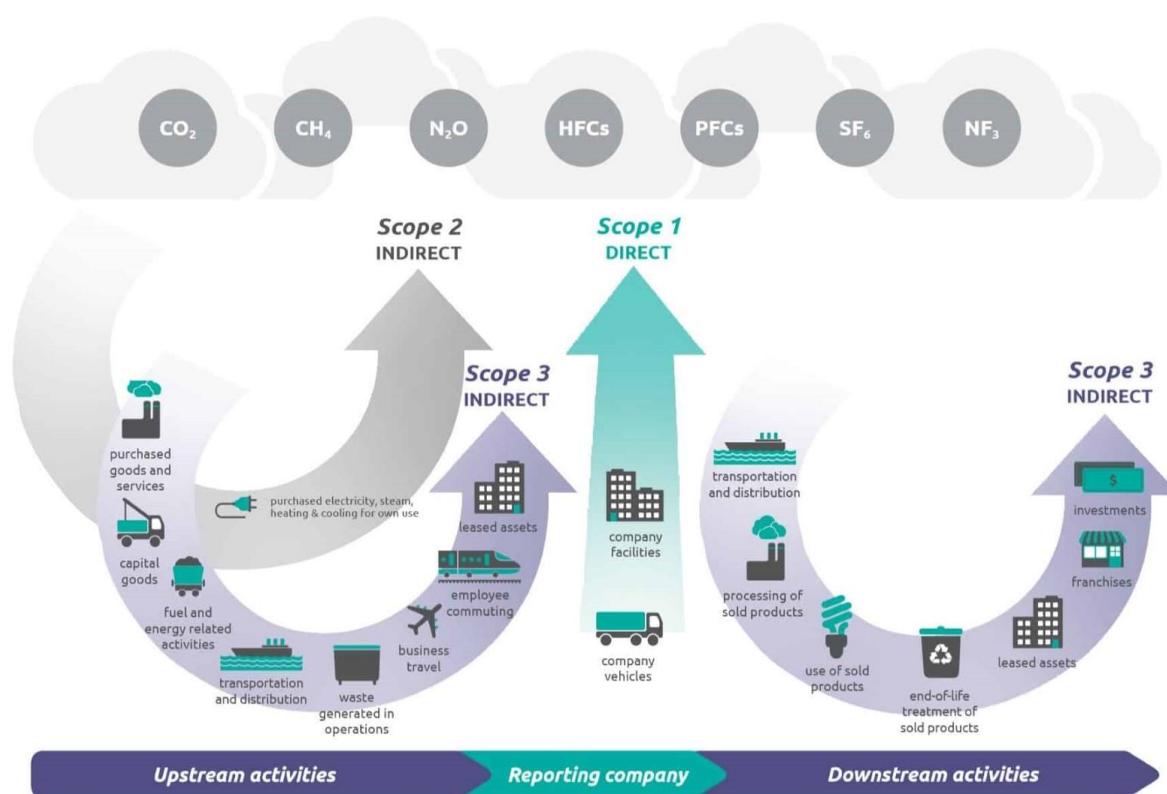 CO₂ CH₄ N₂O HFCs PFCs SF₆ NF₃
Scope 2
INDIRECT
Scope 1
DIRECT
Scope 3
INDIRECT
Scope 3
INDIRECT
purchased
goods and
services
capital
goods
fuel and
energy related
activities
transportation
and distribution
waste
generated in
operations
business
travel
employee
commuting
leased assets
purchased electricity, steam,
heating & cooling for own use
company
facilities
company
vehicles
transportation
and distribution
processing of
sold products
use of sold
products
end-of-life
treatment of
sold products
leased assets
franchises
$
investments
Upstream activities Reporting company Downstream activities